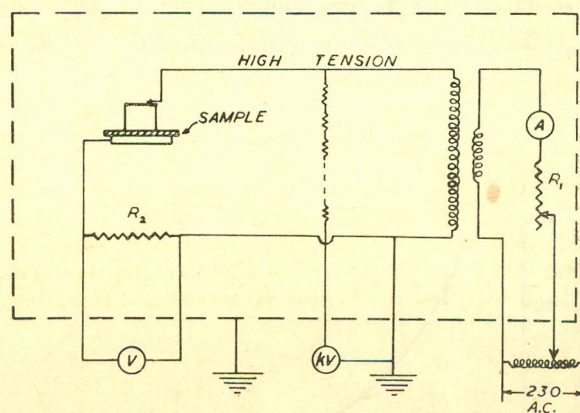 HIGH TENSION
SAMPLE
A
R₁
R₂
V
kV
230
A.C.